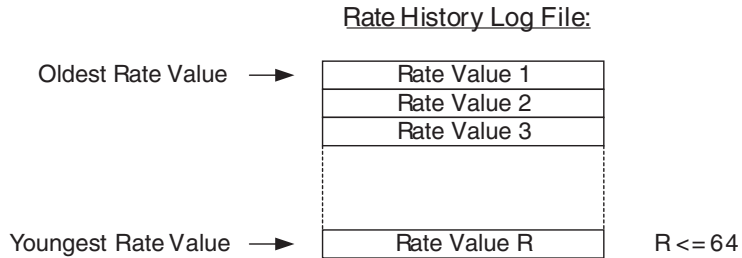 Rate History Log File:
Oldest Rate Value
Rate Value 1
Rate Value 2
Rate Value 3
Youngest Rate Value
Rate Value R
R <= 64